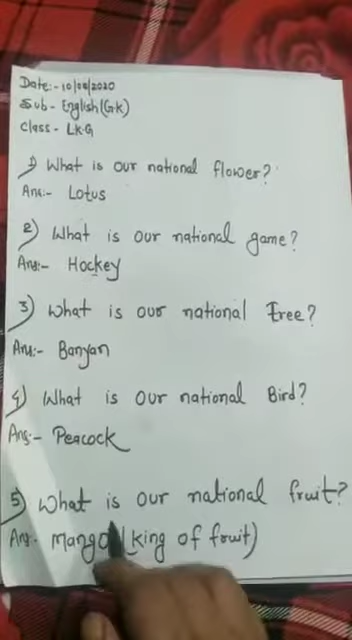 Date:- 10/08/2020
Sub - English(GK)
Class - LKG
1) What is our national flower?
Ans:- Lotus
2) What is our national game?
Ans:- Hockey
3) What is our national Tree?
Ans:- Banyan
4) What is our national Bird?
Ans:- Peacock
5) What is our national fruit?
Ans:- Mango (king of fruit)